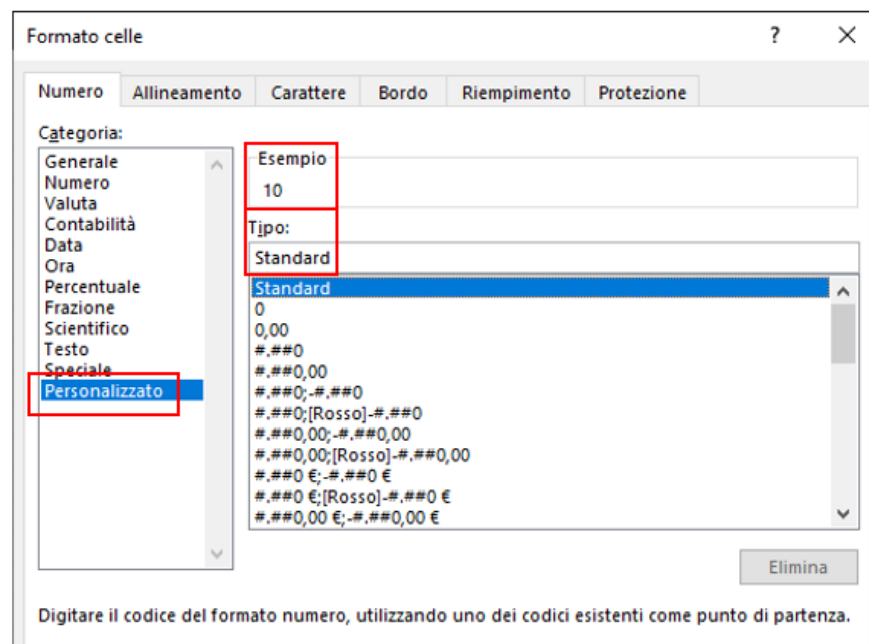 Formato celle
?
Numero Allineamento Carattere Bordo Riempimento Protezione
Categoria:
Generale
Numero
Valuta
Contabilità
Data
Ora
Percentuale
Frazione
Scientifico
Testo
Speciale
Personalizzato
Esempio
10
Tipo:
Standard
Standard
0
0,00
#.##0
#.##0,00
#.##0;-#.##0
#.##0;[Rosso]-#.##0
#.##0,00;-#.##0,00
#.##0,00;[Rosso]-#.##0,00
#.##0 €;-#.##0 €
#.##0 €;[Rosso]-#.##0 €
#.##0,00 €;-#.##0,00 €
Elimina
Digitare il codice del formato numero, utilizzando uno dei codici esistenti come punto di partenza.